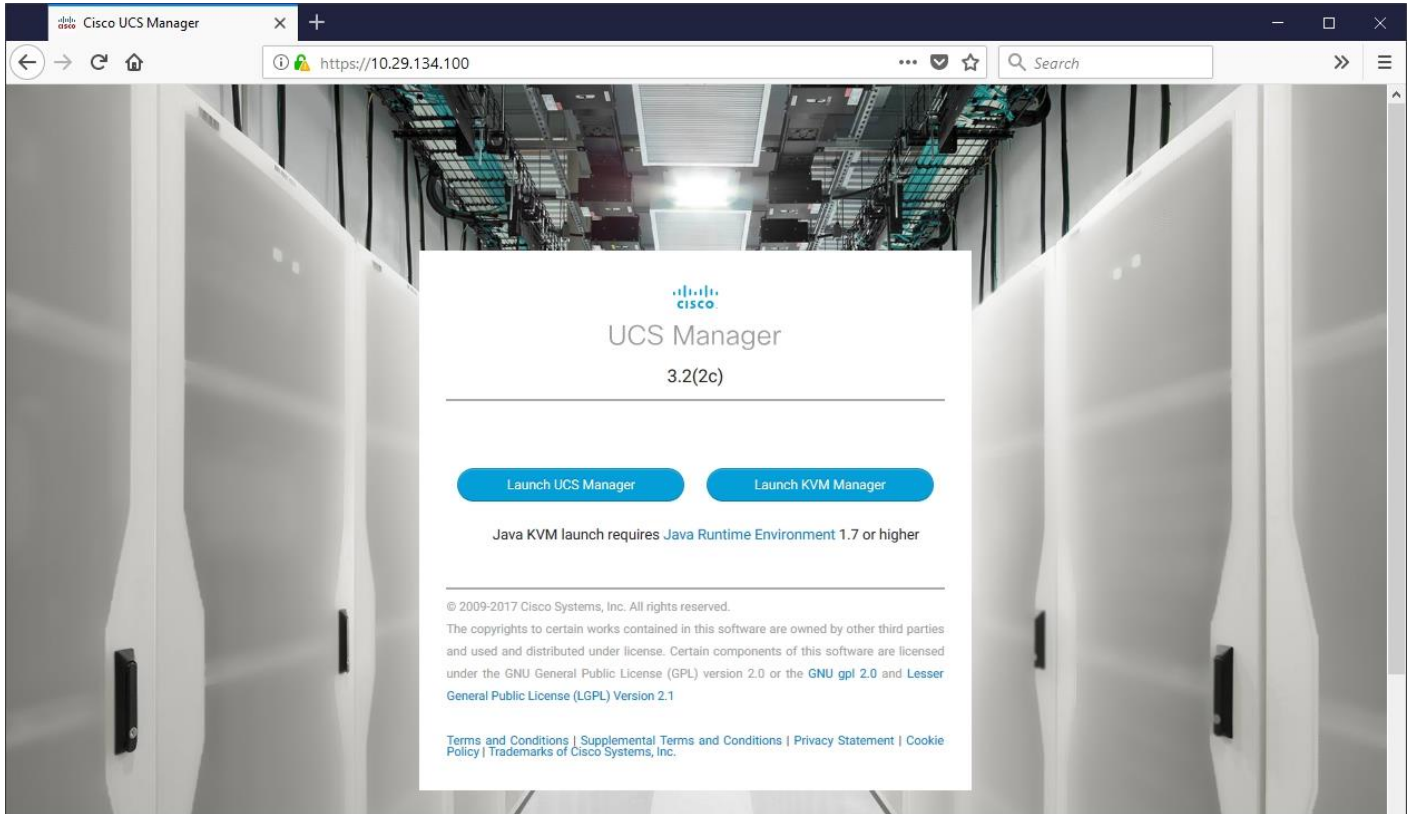 Cisco UCS Manager
https://10.29.134.100
Search
CISCO
UCS Manager
3.2(2c)
Launch UCS Manager
Launch KVM Manager
Java KVM launch requires Java Runtime Environment 1.7 or higher
© 2009-2017 Cisco Systems, Inc. All rights reserved.
The copyrights to certain works contained in this software are owned by other third parties
and used and distributed under license. Certain components of this software are licensed
under the GNU General Public License (GPL) version 2.0 or the GNU gpl 2.0 and Lesser
General Public License (LGPL) Version 2.1
Terms and Conditions | Supplemental Terms and Conditions | Privacy Statement | Cookie
Policy | Trademarks of Cisco Systems, Inc.